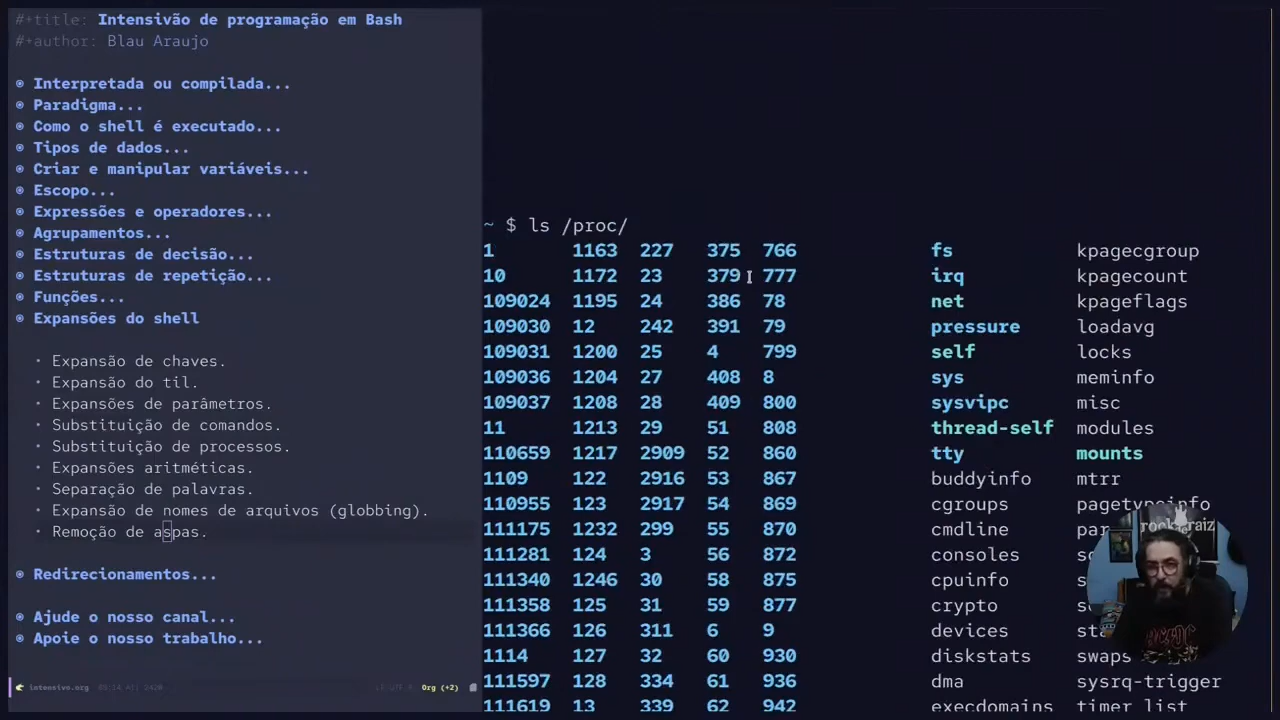 #+title: Intensivão de programação em Bash
#+author: Blau Araujo
Interpretada ou compilada...
Paradigma...
Como o shell é executado...
Tipos de dados...
Criar e manipular variáveis...
Escopo...
Expressões e operadores...
Agrupamentos...
Estruturas de decisão...
Estruturas de repetição...
Funções...
Expansões do shell
• Expansão de chaves.
• Expansão do til.
• Expansões de parâmetros.
• Substituição de comandos.
• Substituição de processos.
• Expansões aritméticas.
• Separação de palavras.
• Expansão de nomes de arquivos (globbing).
• Remoção de aspas.
Redirecionamentos...
Ajude o nosso canal...
Apoie o nosso trabalho...
intensivo.org
Org (+2)
~ $ ls /proc/
1 1163 227 375 766 fs kpagecgroup
10 1172 23 379 777 irq kpagecount
109024 1195 24 386 78 net kpageflags
109030 12 242 391 79 pressure loadavg
109031 1200 25 4 799 self locks
109036 1204 27 408 8 sys meminfo
109037 1208 28 409 800 sysvipc misc
11 1213 29 51 808 thread-self modules
110659 1217 2909 52 860 tty mounts
1109 122 2916 53 867 buddyinfo mtrr
110955 123 2917 54 869 cgroups pagetypeinfo
111175 1232 299 55 870 cmdline par
111281 124 3 56 872 consoles sc
111340 1246 30 58 875 cpuinfo s
111358 125 31 59 877 crypto s
111366 126 311 6 9 devices sta
1114 127 32 60 930 diskstats swaps
111597 128 334 61 936 dma sysrq-trigger
111619 13 339 62 942 execdomains timer_list